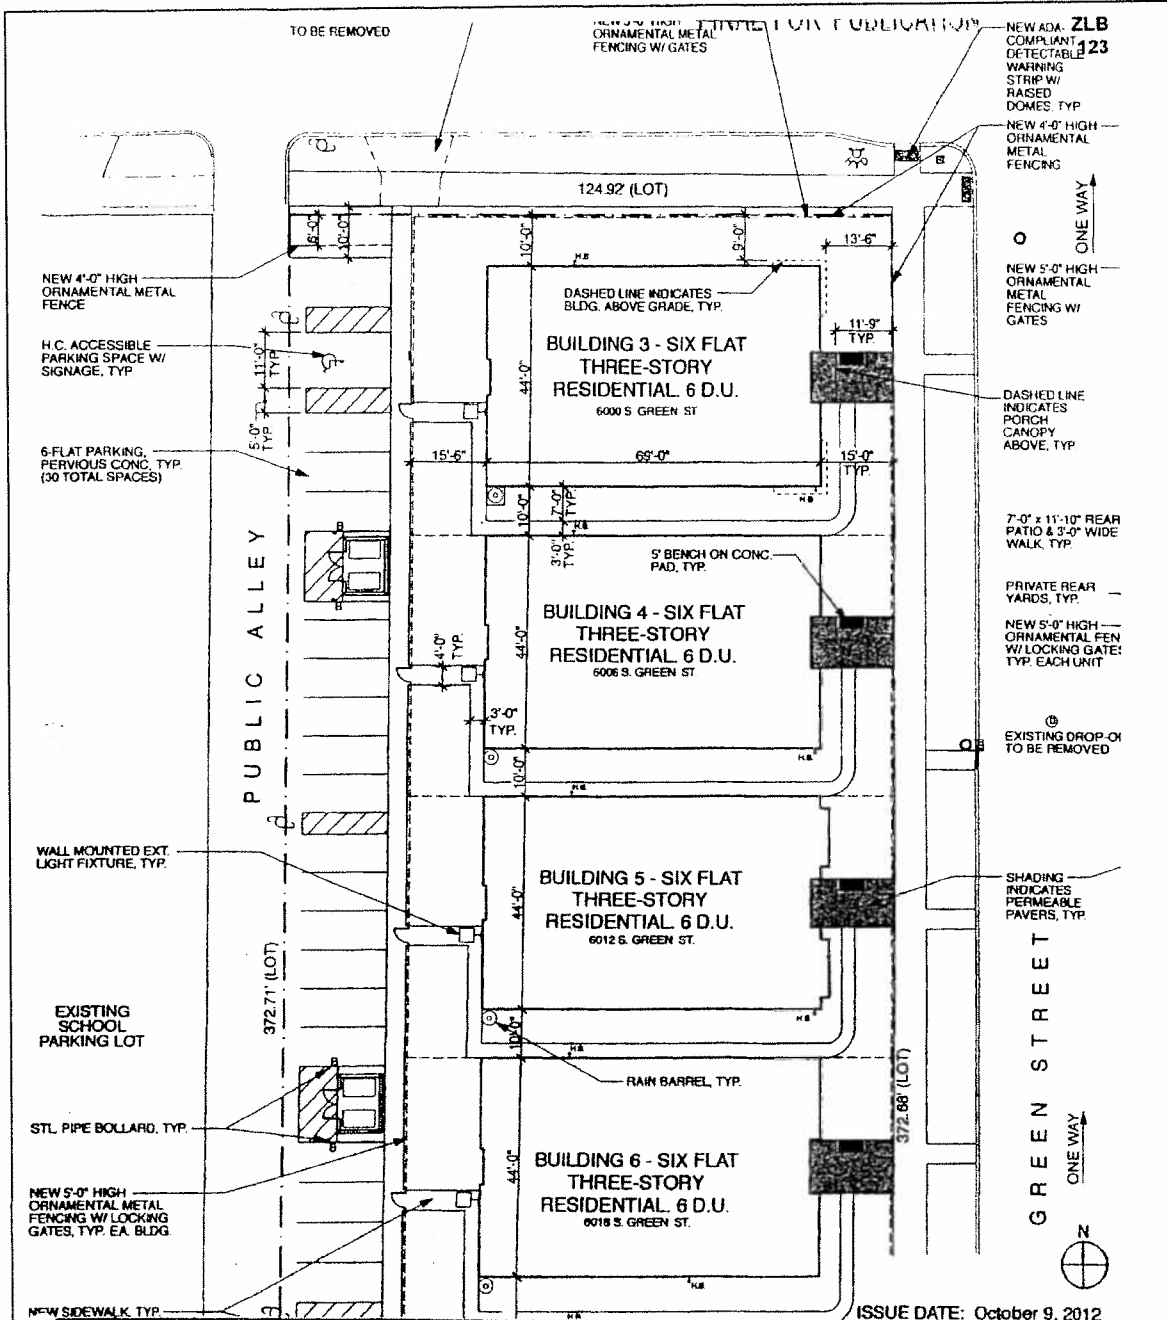 TO BE REMOVED
ORNAMENTAL METAL
FENCING W/ GATES
FINAL FOR PUBLICATION
NEW ADA-
COMPLIANT
DETECTABLE
WARNING
STRIP W/
RAISED
DOMES, TYP
ZLB
123
NEW 4'-0" HIGH
ORNAMENTAL
METAL
FENCING
124.92' (LOT)
ONE WAY
6'-0"
10'-0"
10'-0"
9'-0"
13'-6"
NEW 4'-0" HIGH
ORNAMENTAL METAL
FENCE
H.B.
DASHED LINE INDICATES
BLDG. ABOVE GRADE, TYP.
NEW 5'-0" HIGH
ORNAMENTAL
METAL
FENCING W/
GATES
11'-9"
TYP.
H.C. ACCESSIBLE
PARKING SPACE W/
SIGNAGE, TYP
11'-0"
TYP.
BUILDING 3 - SIX FLAT
THREE-STORY
RESIDENTIAL. 6 D.U.
6000 S GREEN ST
44'-0"
DASHED LINE
INDICATES
PORCH
CANOPY
ABOVE, TYP
5'-0"
TYP.
6-FLAT PARKING,
PERVIOUS CONC, TYP.
(30 TOTAL SPACES)
15'-6"
69'-0"
15'-0"
TYP.
10'-0"
7'-0"
TYP.
H.B.
H.B.
3'-0"
TYP.
7'-0" x 11'-10" REAR
PATIO & 3'-0" WIDE
WALK, TYP.
5' BENCH ON CONC.
PAD, TYP.
B
B
PRIVATE REAR
YARDS, TYP.
PUBLIC ALLEY
BUILDING 4 - SIX FLAT
THREE-STORY
RESIDENTIAL. 6 D.U.
6006 S. GREEN ST
44'-0"
4'-0"
TYP.
NEW 5'-0" HIGH
ORNAMENTAL FEN
W/ LOCKING GATES
TYP. EACH UNIT
3'-0"
TYP.
EXISTING DROP-O
TO BE REMOVED
H.B.
10'-0"
H.B.
WALL MOUNTED EXT.
LIGHT FIXTURE, TYP.
BUILDING 5 - SIX FLAT
THREE-STORY
RESIDENTIAL. 6 D.U.
6012 S. GREEN ST.
44'-0"
SHADING
INDICATES
PERMEABLE
PAVERS, TYP.
372.71' (LOT)
EXISTING
SCHOOL
PARKING LOT
H.B.
10'-0"
H.B.
RAIN BARREL, TYP.
372.68' (LOT)
GREEN STREET
B
B
STL. PIPE BOLLARD, TYP.
ONE WAY
BUILDING 6 - SIX FLAT
THREE-STORY
RESIDENTIAL. 6 D.U.
6018 S. GREEN ST.
44'-0"
NEW 5'-0" HIGH
ORNAMENTAL METAL
FENCING W/ LOCKING
GATES, TYP. EA. BLDG.
N
H.B.
NEW SIDEWALK, TYP.
H.B.
ISSUE DATE: October 9, 2012